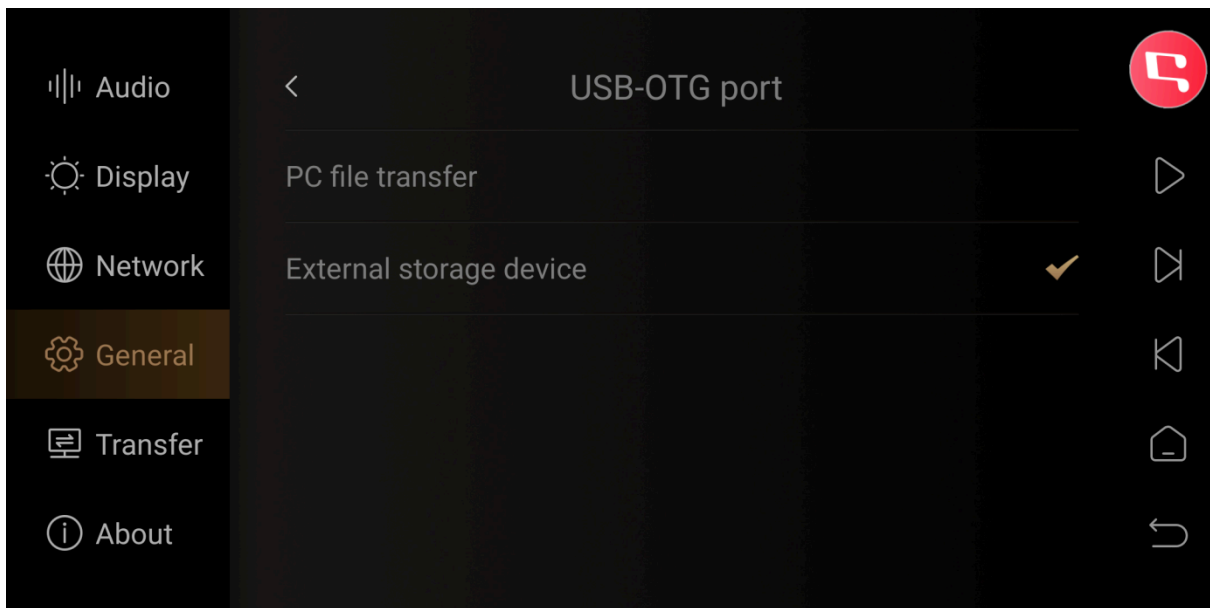 Audio
Display
Network
General
Transfer
About
USB-OTG port
PC file transfer
External storage device